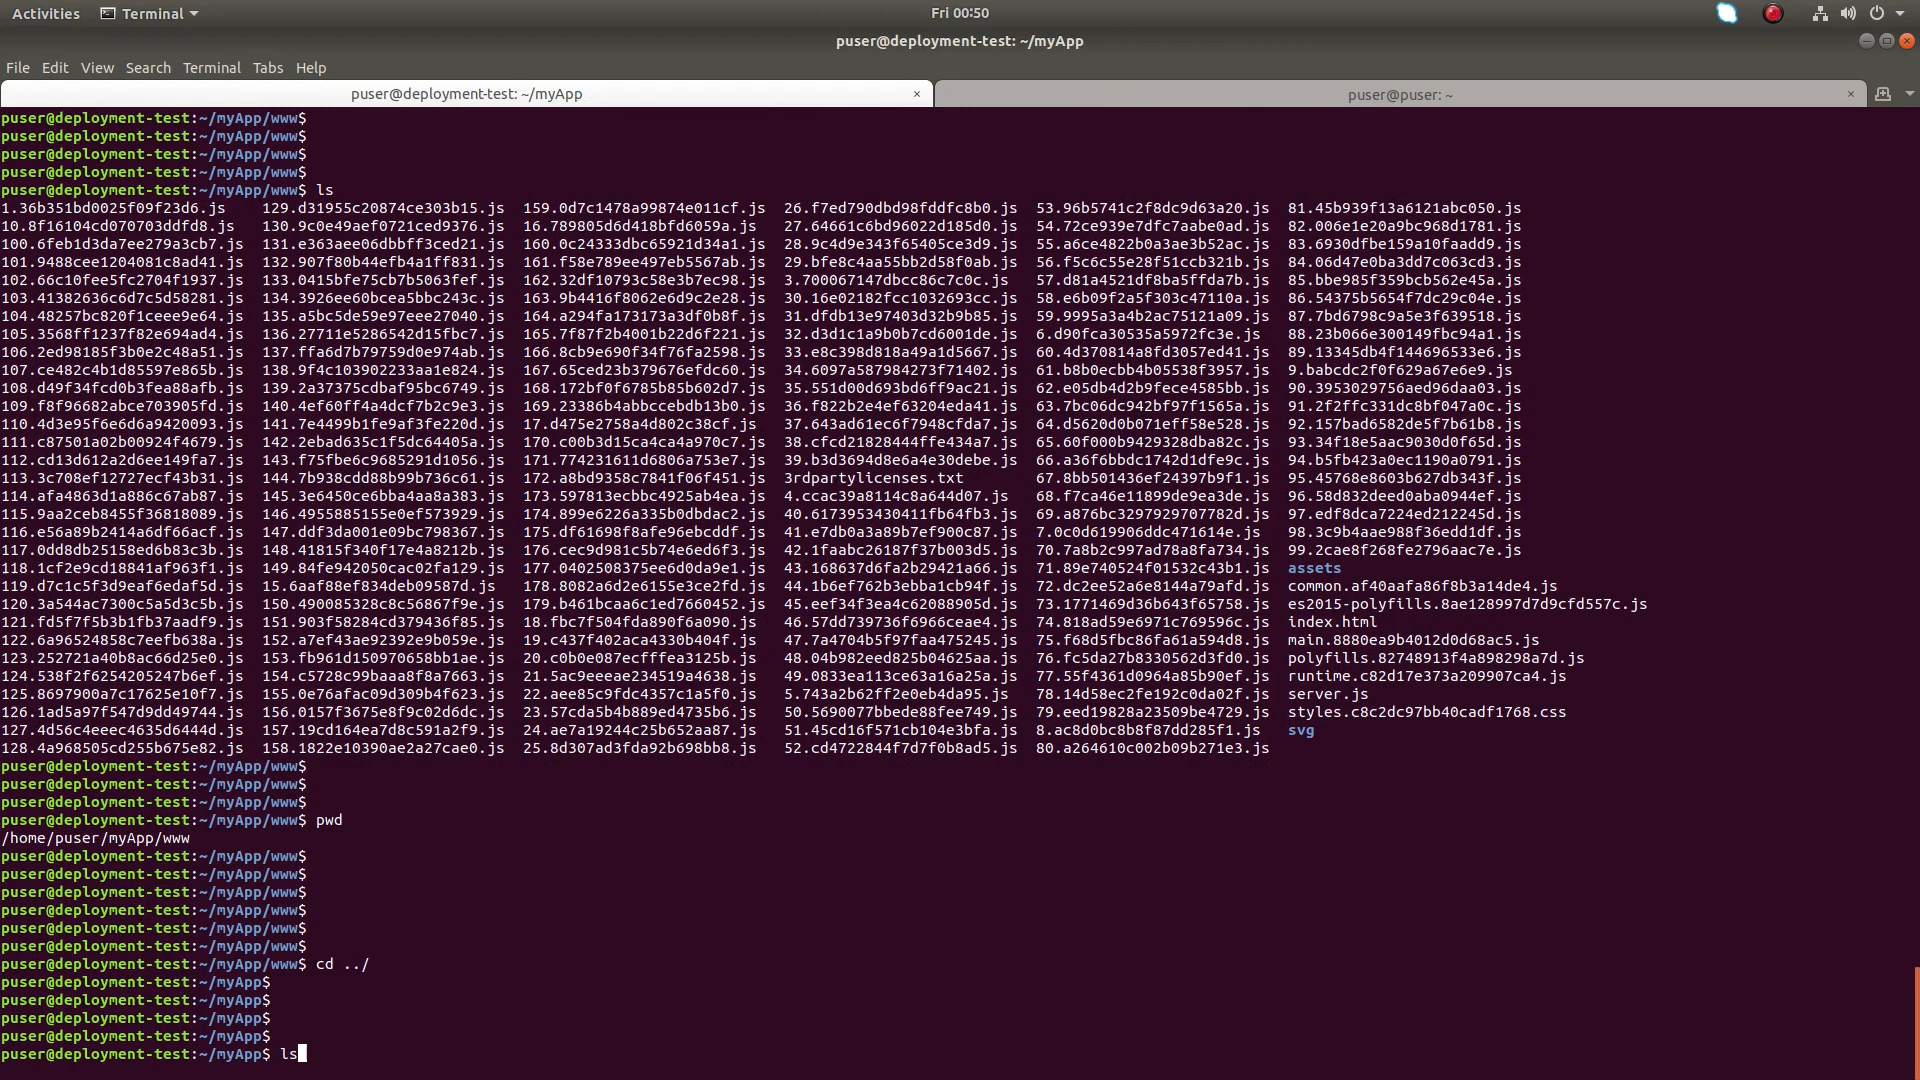 Activities Terminal Fri 00:50
puser@deployment-test: ~/myApp
File Edit View Search Terminal Tabs Help
puser@deployment-test: ~/myApp × puser@puser: ~ ×
puser@deployment-test:~/myApp/www$
puser@deployment-test:~/myApp/www$
puser@deployment-test:~/myApp/www$
puser@deployment-test:~/myApp/www$
puser@deployment-test:~/myApp/www$ ls
1.36b351bd0025f09f23d6.js 129.d31955c20874ce303b15.js 159.0d7c1478a99874e011cf.js 26.f7ed790dbd98fddfc8b0.js 53.96b5741c2f8dc9d63a20.js 81.45b939f13a6121abc050.js
10.8f16104cd070703ddfd8.js 130.9c0e49aef0721ced9376.js 16.789805d6d418bfd6059a.js 27.64661c6bd96022d185d0.js 54.72ce939e7dfc7aabe0ad.js 82.006e1e20a9bc968d1781.js
100.6feb1d3da7ee279a3cb7.js 131.e363aee06dbbff3ced21.js 160.0c24333dbc65921d34a1.js 28.9c4d9e343f65405ce3d9.js 55.a6ce4822b0a3ae3b52ac.js 83.6930dfbe159a10faadd9.js
101.9488cee1204081c8ad41.js 132.907f80b44efb4a1ff831.js 161.f58e789ee497eb5567ab.js 29.bfe8c4aa55bb2d58f0ab.js 56.f5c6c55e28f51ccb321b.js 84.06d47e0ba3dd7c063cd3.js
102.66c10fee5fc2704f1937.js 133.0415bfe75cb7b5063fef.js 162.32df10793c58e3b7ec98.js 3.700067147dbcc86c7c0c.js 57.d81a4521df8ba5ffda7b.js 85.bbe985f359bcb562e45a.js
103.41382636c6d7c5d58281.js 134.3926ee60bcea5bbc243c.js 163.9b4416f8062e6d9c2e28.js 30.16e02182fcc1032693cc.js 58.e6b09f2a5f303c47110a.js 86.54375b5654f7dc29c04e.js
104.48257bc820f1ceee9e64.js 135.a5bc5de59e97eee27040.js 164.a294fa173173a3df0b8f.js 31.dfdb13e97403d32b9b85.js 59.9995a3a4b2ac75121a09.js 87.7bd6798c9a5e3f639518.js
105.3568ff1237f82e694ad4.js 136.27711e5286542d15fbc7.js 165.7f87f2b4001b22d6f221.js 32.d3d1c1a9b0b7cd6001de.js 6.d90fca30535a5972fc3e.js 88.23b066e300149fbc94a1.js
106.2ed98185f3b0e2c48a51.js 137.ffa6d7b79759d0e974ab.js 166.8cb9e690f34f76fa2598.js 33.e8c398d818a49a1d5667.js 60.4d370814a8fd3057ed41.js 89.13345db4f144696533e6.js
107.ce482c4b1d85597e865b.js 138.9f4c103902233aa1e824.js 167.65ced23b379676efdc60.js 34.6097a587984273f71402.js 61.b8b0ecbb4b05538f3957.js 9.babcdc2f0f629a67e6e9.js
108.d49f34fcd0b3fea88afb.js 139.2a37375cdbaf95bc6749.js 168.172bf0f6785b85b602d7.js 35.551d00d693bd6ff9ac21.js 62.e05db4d2b9fece4585bb.js 90.3953029756aed96daa03.js
109.f8f96682abce703905fd.js 140.4ef60ff4a4dcf7b2c9e3.js 169.23386b4abbccebdb13b0.js 36.f822b2e4ef63204eda41.js 63.7bc06dc942bf97f1565a.js 91.2f2ffc331dc8bf047a0c.js
110.4d3e95f6e6d6a9420093.js 141.7e4499b1fe9af3fe220d.js 17.d475e2758a4d802c38cf.js 37.643ad61ec6f7948cfda7.js 64.d5620d0b071eff58e528.js 92.157bad6582de5f7b61b8.js
111.c87501a02b00924f4679.js 142.2ebad635c1f5dc64405a.js 170.c00b3d15ca4ca4a970c7.js 38.cfcd21828444ffe434a7.js 65.60f000b9429328dba82c.js 93.34f18e5aac9030d0f65d.js
112.cd13d612a2d6ee149fa7.js 143.f75fbe6c9685291d1056.js 171.774231611d6806a753e7.js 39.b3d3694d8e6a4e30debe.js 66.a36f6bbdc1742d1dfe9c.js 94.b5fb423a0ec1190a0791.js
113.3c708ef12727ecf43b31.js 144.7b938cdd88b99b736c61.js 172.a8bd9358c7841f06f451.js 3rdpartylicenses.txt 67.8bb501436ef24397b9f1.js 95.45768e8603b627db343f.js
114.afa4863d1a886c67ab87.js 145.3e6450ce6bba4aa8a383.js 173.597813ecbbc4925ab4ea.js 4.ccac39a8114c8a644d07.js 68.f7ca46e11899de9ea3de.js 96.58d832deed0aba0944ef.js
115.9aa2ceb8455f36818089.js 146.4955885155e0ef573929.js 174.899e6226a335b0dbdac2.js 40.6173953430411fb64fb3.js 69.a876bc3297929707782d.js 97.edf8dca7224ed212245d.js
116.e56a89b2414a6df66acf.js 147.ddf3da001e09bc798367.js 175.df61698f8afe96ebcddf.js 41.e7db0a3a89b7ef900c87.js 7.0c0d619906ddc471614e.js 98.3c9b4aae988f36edd1df.js
117.0dd8db25158ed6b83c3b.js 148.41815f340f17e4a8212b.js 176.cec9d981c5b74e6ed6f3.js 42.1faabc26187f37b003d5.js 70.7a8b2c997ad78a8fa734.js 99.2cae8f268fe2796aac7e.js
118.1cf2e9cd18841af963f1.js 149.84fe942050cac02fa129.js 177.0402508375ee6d0da9e1.js 43.168637d6fa2b29421a66.js 71.89e740524f01532c43b1.js assets
119.d7c1c5f3d9eaf6edaf5d.js 15.6aaf88ef834deb09587d.js 178.8082a6d2e6155e3ce2fd.js 44.1b6ef762b3ebba1cb94f.js 72.dc2ee52a6e8144a79afd.js common.af40aafa86f8b3a14de4.js
120.3a544ac7300c5a5d3c5b.js 150.490085328c8c56867f9e.js 179.b461bcaa6c1ed7660452.js 45.eef34f3ea4c62088905d.js 73.1771469d36b643f65758.js es2015-polyfills.8ae128997d7d9cfd557c.js
121.fd5f7f5b3b1fb37aadf9.js 151.903f58284cd379436f85.js 18.fbc7f504fda890f6a090.js 46.57dd739736f6966ceae4.js 74.818ad59e6971c769596c.js index.html
122.6a96524858c7eefb638a.js 152.a7ef43ae92392e9b059e.js 19.c437f402aca4330b404f.js 47.7a4704b5f97faa475245.js 75.f68d5fbc86fa61a594d8.js main.8880ea9b4012d0d68ac5.js
123.252721a40b8ac66d25e0.js 153.fb961d150970658bb1ae.js 20.c0b0e087ecfffea3125b.js 48.04b982eed825b04625aa.js 76.fc5da27b8330562d3fd0.js polyfills.82748913f4a898298a7d.js
124.538f2f6254205247b6ef.js 154.c5728c99baaa8f8a7663.js 21.5ac9eeeae234519a4638.js 49.0833ea113ce63a16a25a.js 77.55f4361d0964a85b90ef.js runtime.c82d17e373a209907ca4.js
125.8697900a7c17625e10f7.js 155.0e76afac09d309b4f623.js 22.aee85c9fdc4357c1a5f0.js 5.743a2b62ff2e0eb4da95.js 78.14d58ec2fe192c0da02f.js server.js
126.1ad5a97f547d9dd49744.js 156.0157f3675e8f9c02d6dc.js 23.57cda5b4b889ed4735b6.js 50.5690077bbede88fee749.js 79.eed19828a23509be4729.js styles.c8c2dc97bb40cadf1768.css
127.4d56c4eeec4635d6444d.js 157.19cd164ea7d8c591a2f9.js 24.ae7a19244c25b652aa87.js 51.45cd16f571cb104e3bfa.js 8.ac8d0bc8b8f87dd285f1.js svg
128.4a968505cd255b675e82.js 158.1822e10390ae2a27cae0.js 25.8d307ad3fda92b698bb8.js 52.cd4722844f7d7f0b8ad5.js 80.a264610c002b09b271e3.js
puser@deployment-test:~/myApp/www$
puser@deployment-test:~/myApp/www$
puser@deployment-test:~/myApp/www$
puser@deployment-test:~/myApp/www$ pwd
/home/puser/myApp/www
puser@deployment-test:~/myApp/www$
puser@deployment-test:~/myApp/www$
puser@deployment-test:~/myApp/www$
puser@deployment-test:~/myApp/www$
puser@deployment-test:~/myApp/www$
puser@deployment-test:~/myApp/www$
puser@deployment-test:~/myApp/www$ cd ../
puser@deployment-test:~/myApp$
puser@deployment-test:~/myApp$
puser@deployment-test:~/myApp$
puser@deployment-test:~/myApp$
puser@deployment-test:~/myApp$ ls